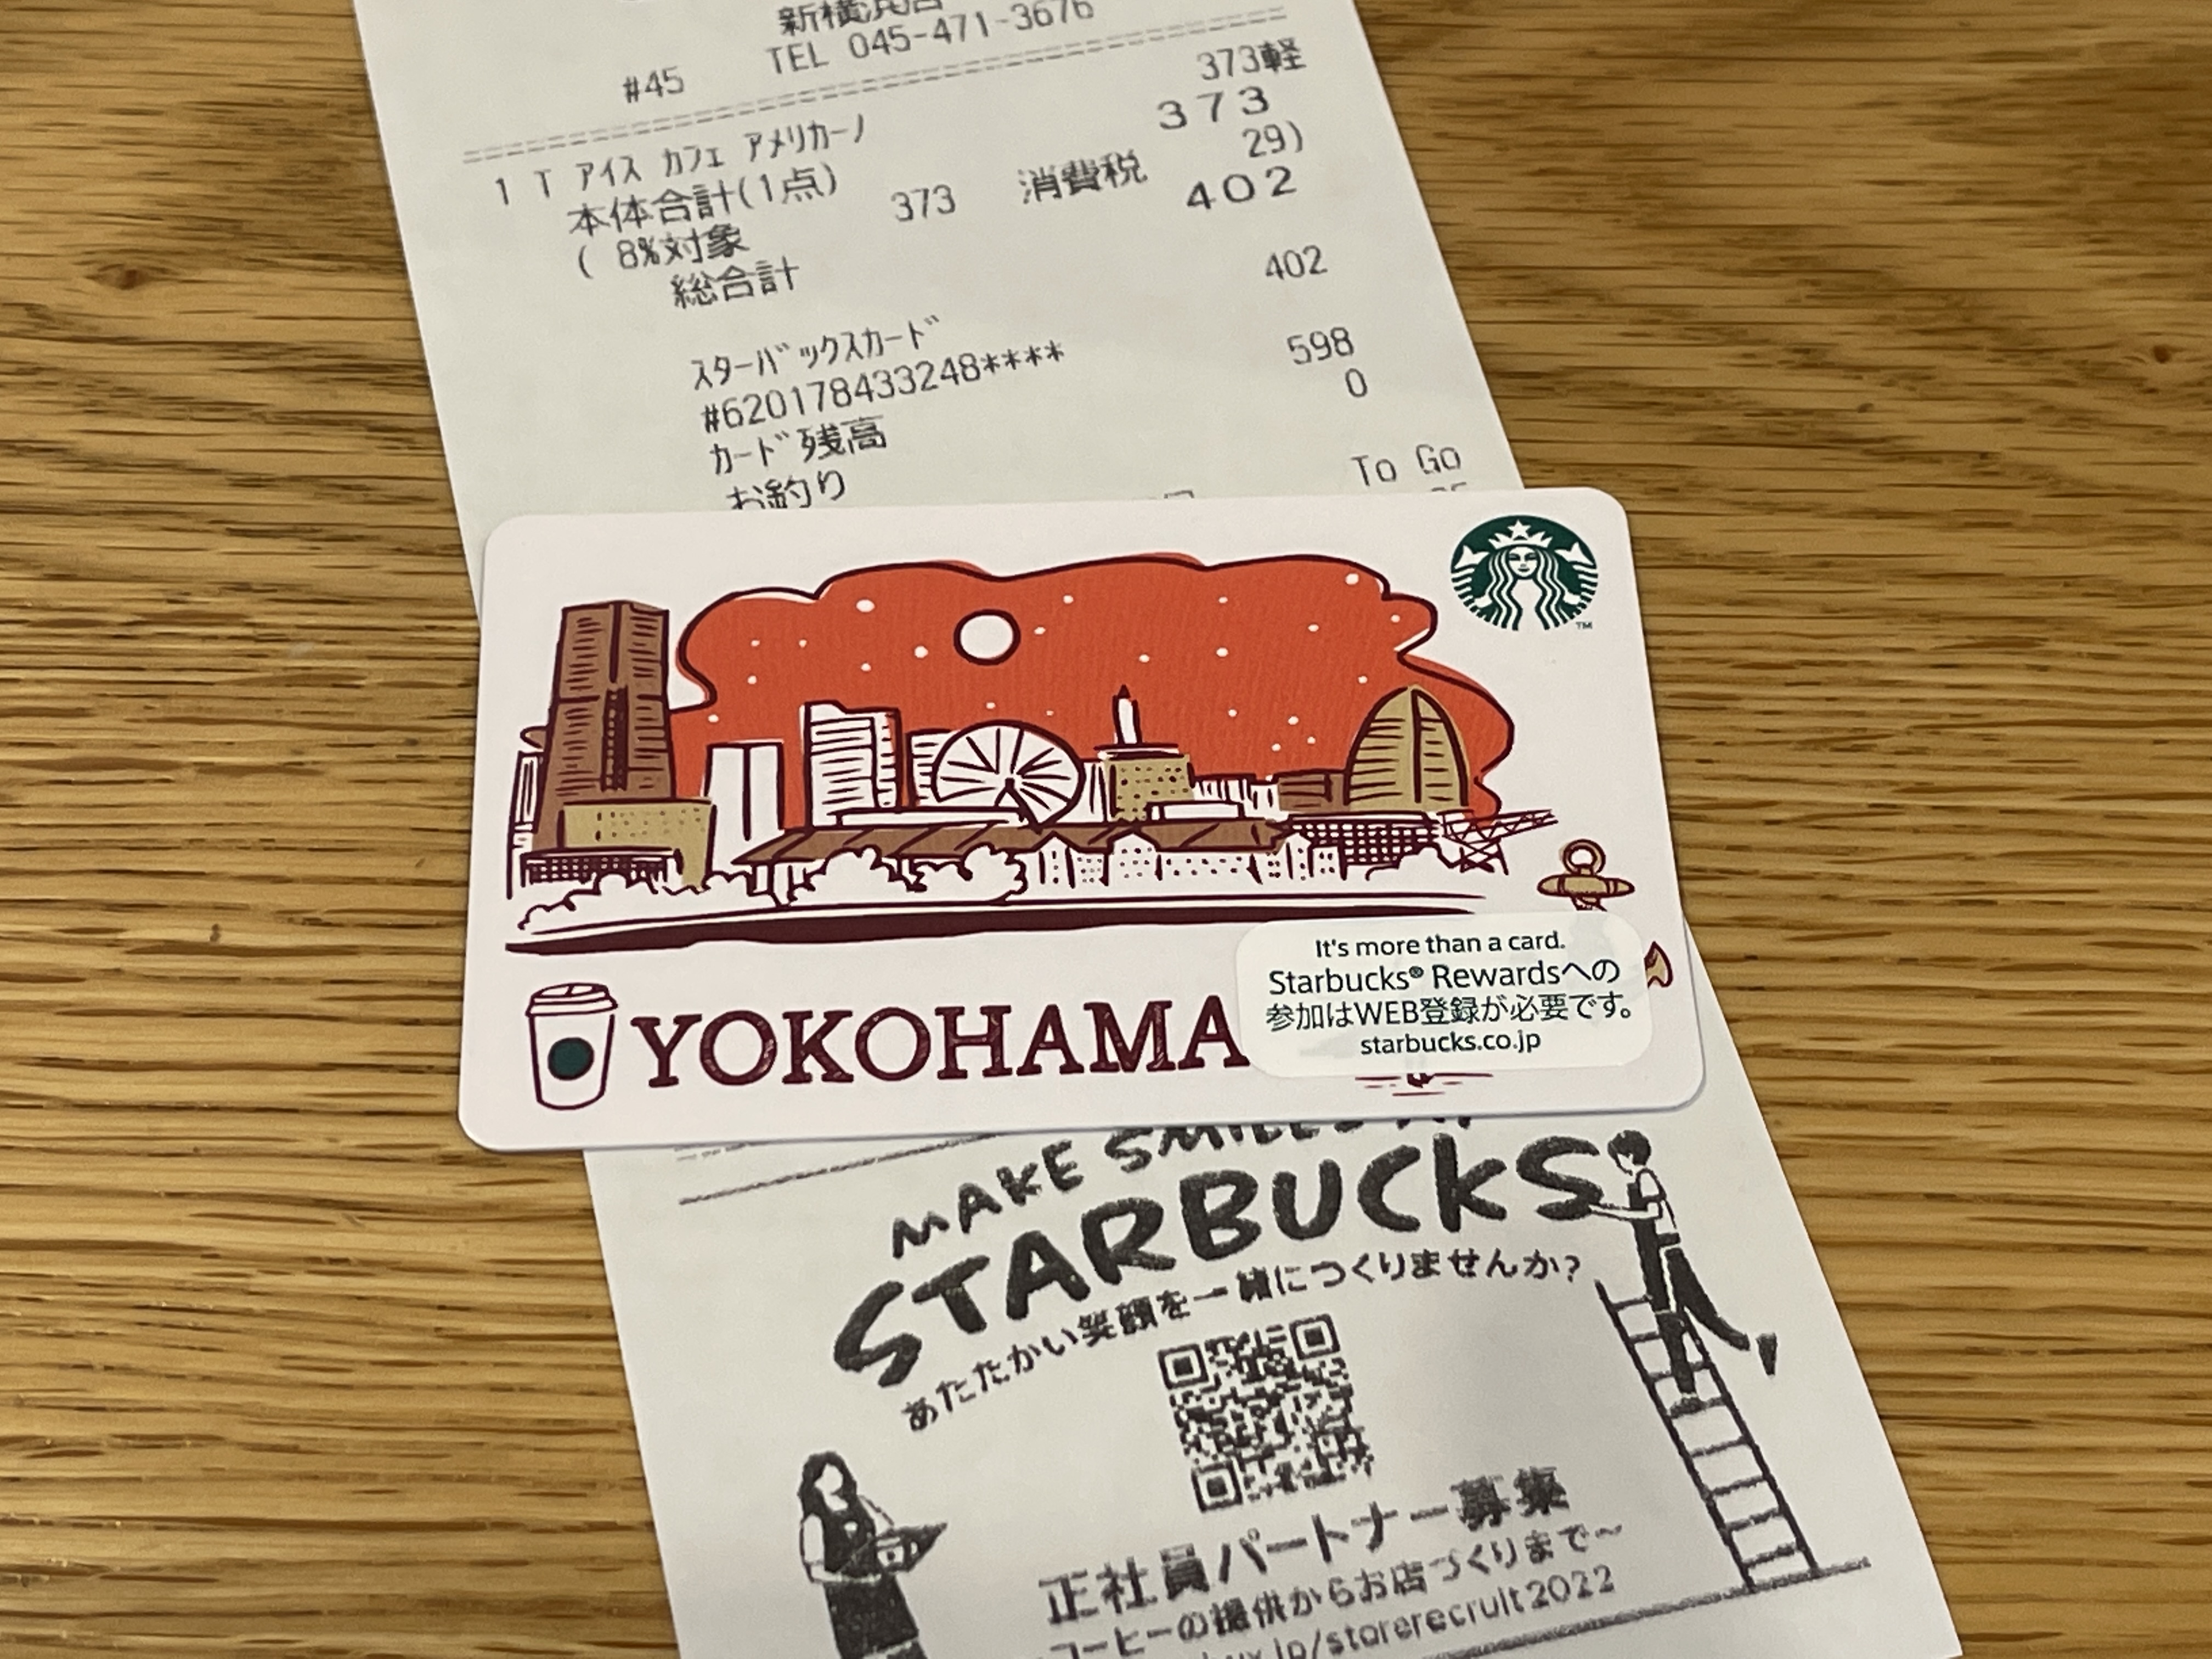 新横浜店
TEL 045-471-3676
#45
1 T ｱｲｽ ｶﾌｪ ｱﾒﾘｶｰﾉ 373軽
本体合計(1点) 373
( 8%対象 373 消費税 29)
総合計 402
ｽﾀｰﾊﾞｯｸｽｶｰﾄﾞ 402
#620178433248****
ｶｰﾄﾞ残高 598
お釣り 0
To Go
TM
It's more than a card.
Starbucks® Rewardsへの
参加はWEB登録が必要です。
starbucks.co.jp
YOKOHAMA
MAKE
STARBUCKS
あたたかい笑顔を一緒につくりませんか?
正社員パートナー募集
コーヒーの提供からお店づくりまで〜
.jp/storerecruit2022